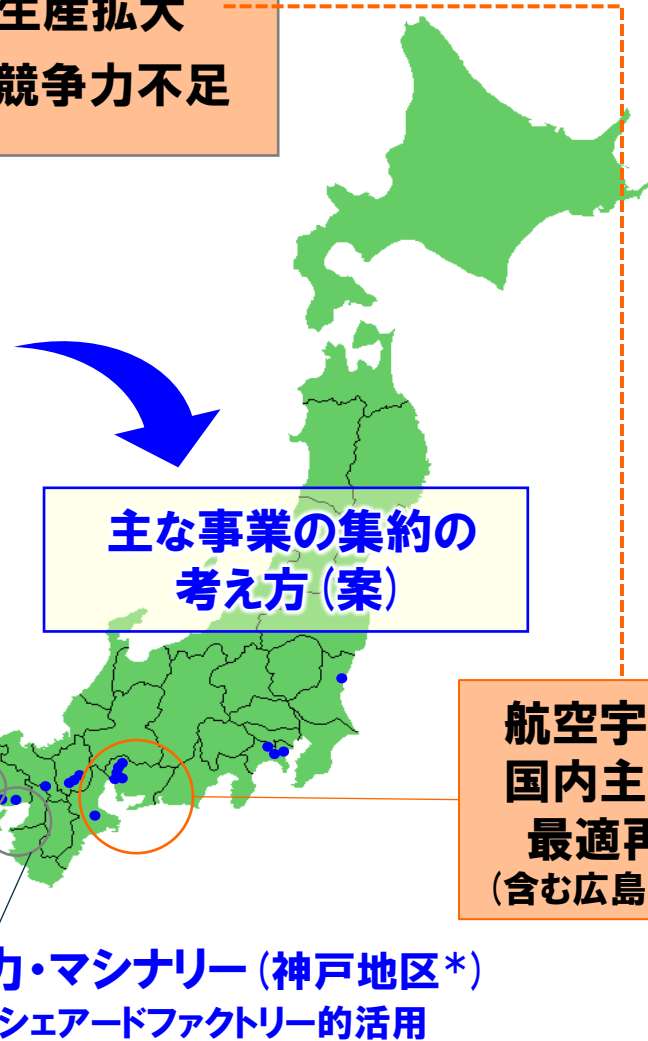 生産拡大
競争力不足
主な事業の集約の
考え方(案)
航空宇
国内主
最適再
(含む広島
力・マシナリー(神戸地区*)
シェアードファクトリー的活用